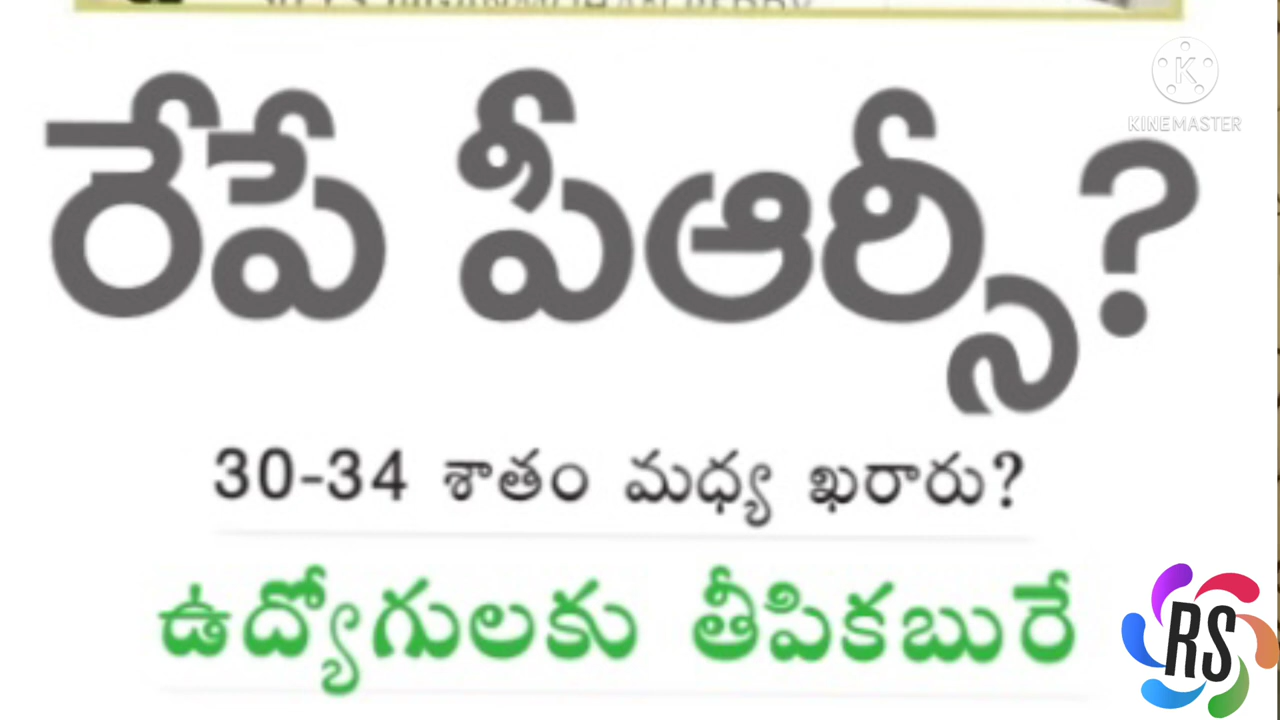 రేపే పీఆర్సీ?
KINEMASTER
30-34 శాతం మధ్య ఖరారు?
ఉద్యోగులకు తీపికబురే
RS